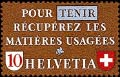 POUR TENIR
RÉCUPÉREZ LES
MATIÈRES USAGÉES
10 HELVETIA